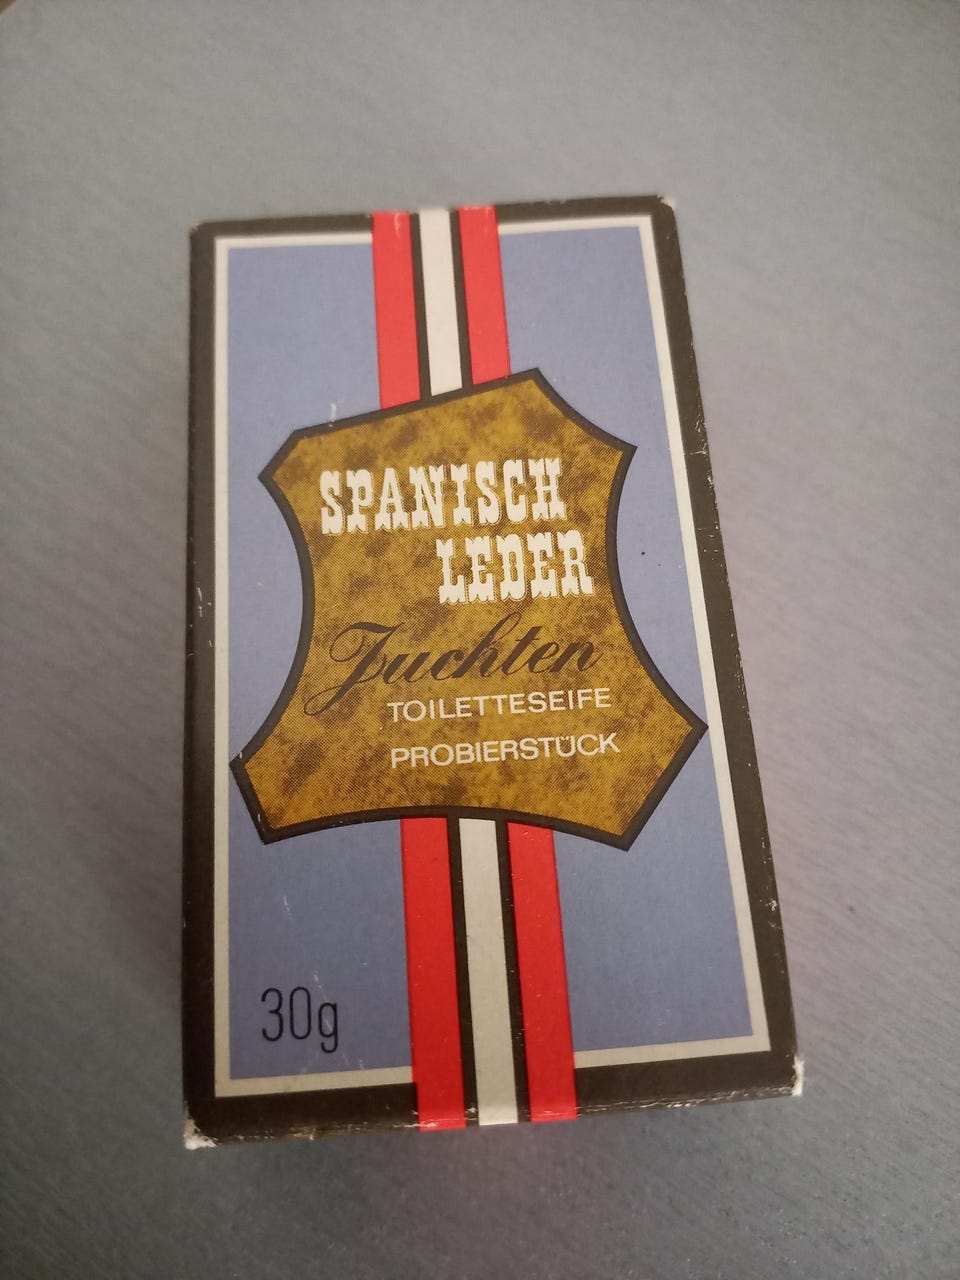 SPANISCH
LEDER
Juchten
TOILETTESEIFE
PROBIERSTÜCK
30g